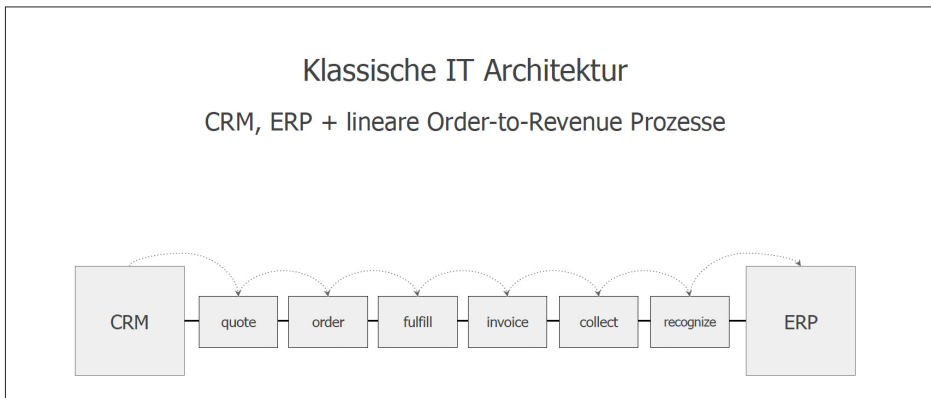 Klassische IT Architektur
CRM, ERP + lineare Order-to-Revenue Prozesse
CRM
quote
order
fulfill
invoice
collect
recognize
ERP